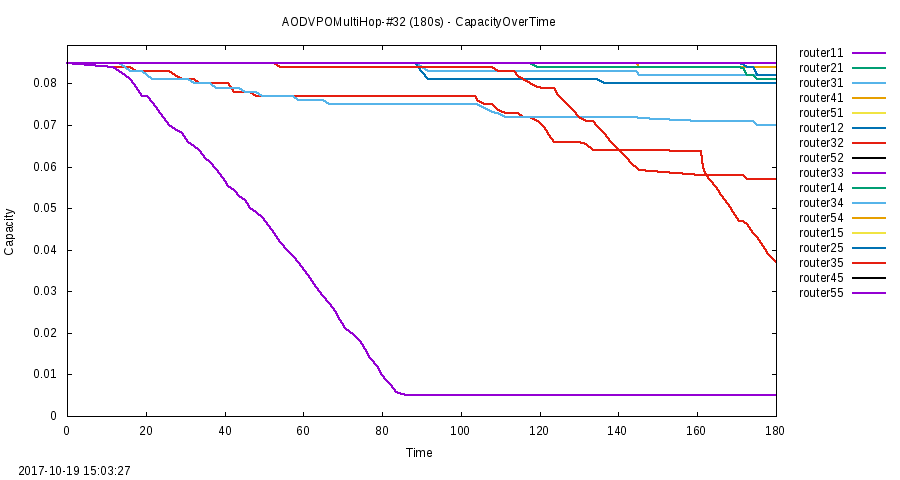 AODVPOMultiHop-#32 (180s) - CapacityOverTime
router11
router21
router31
router41
router51
router12
router32
router52
router33
router14
router34
router54
router15
router25
router35
router45
router55
0.08
0.07
0.06
0.05
0.04
0.03
0.02
0.01
0
Capacity
0 20 40 60 80 100 120 140 160 180
Time
2017-10-19 15:03:27